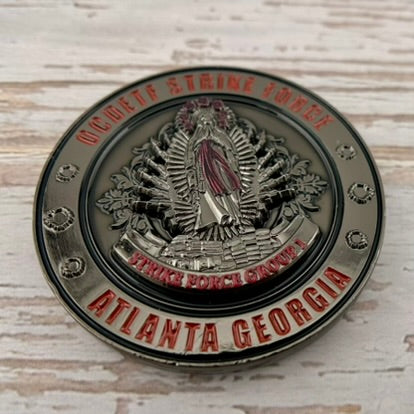 OCDETF STRIKE FORCE
STRIKE FORCE GROUP 1
ATLANTA GEORGIA